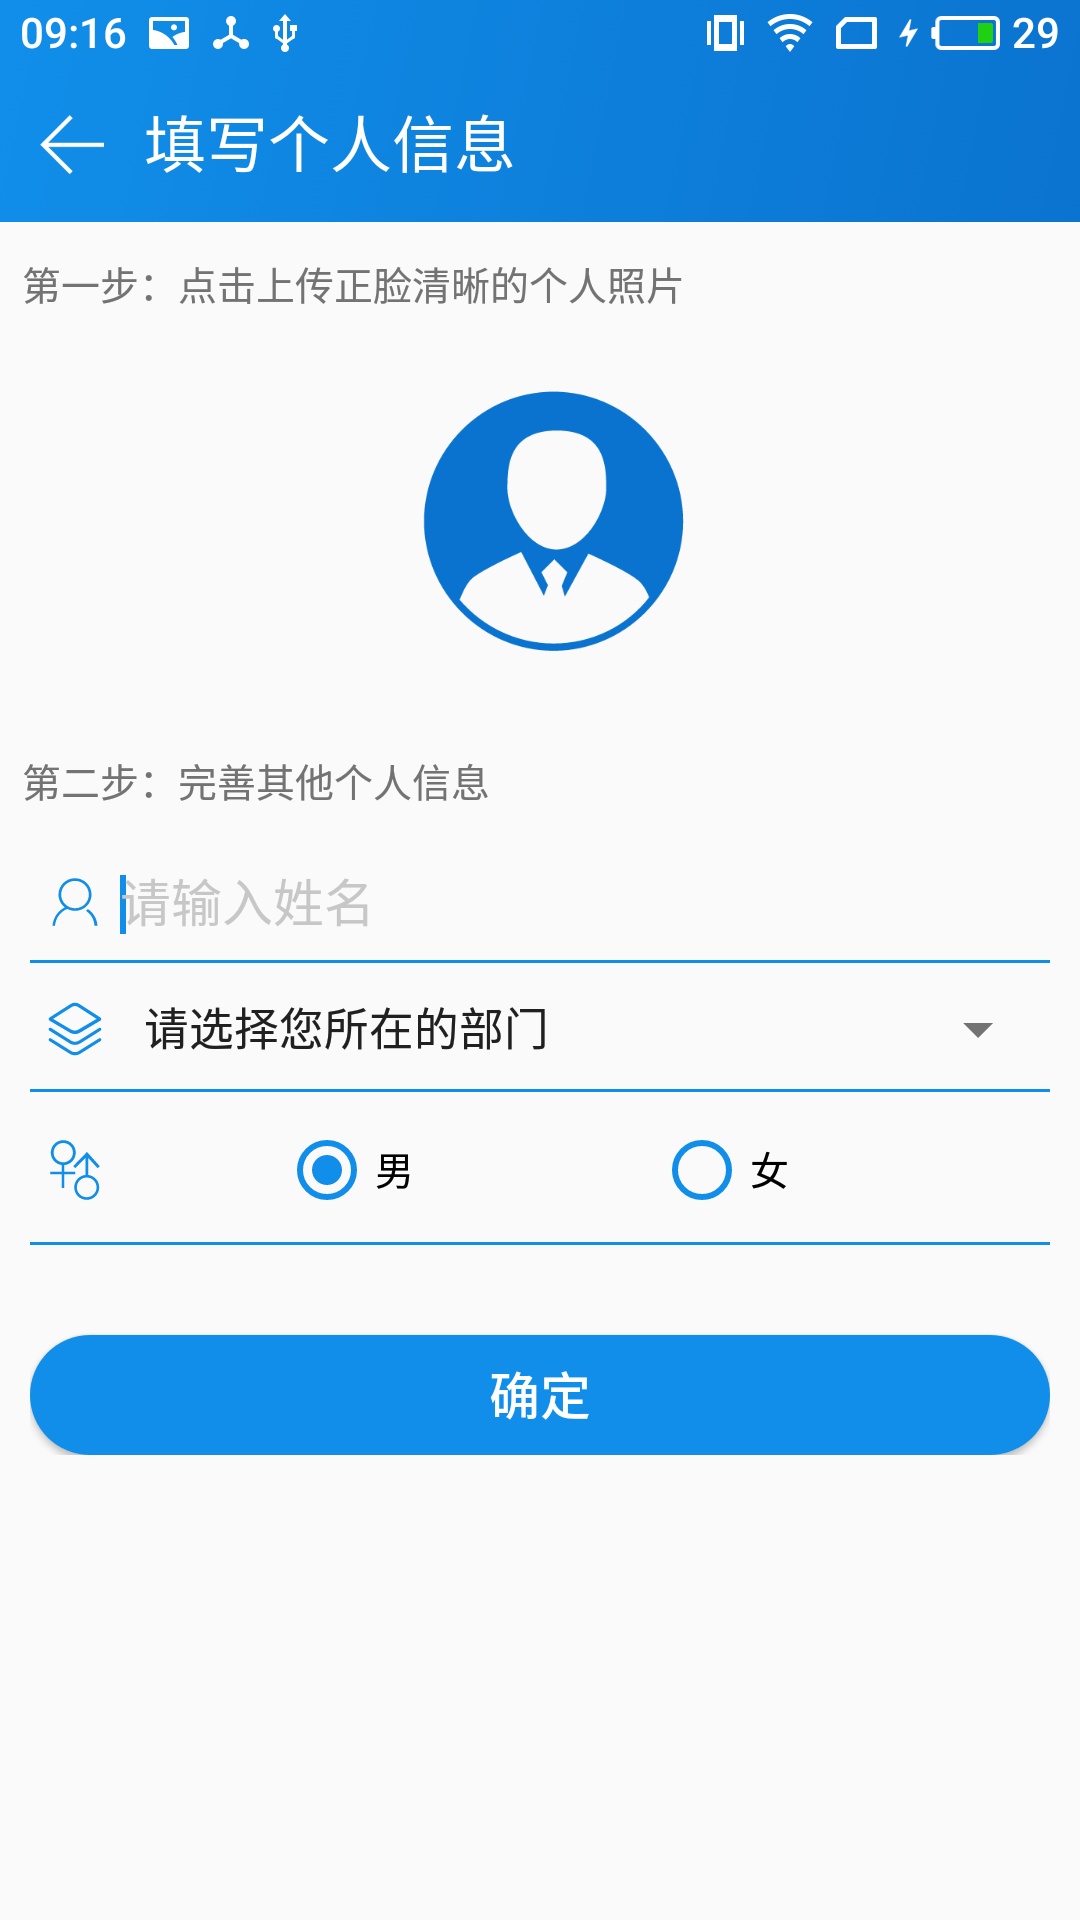 09:16 29
填写个人信息
第一步：点击上传正脸清晰的个人照片
第二步：完善其他个人信息
请输入姓名
请选择您所在的部门
男 女
确定